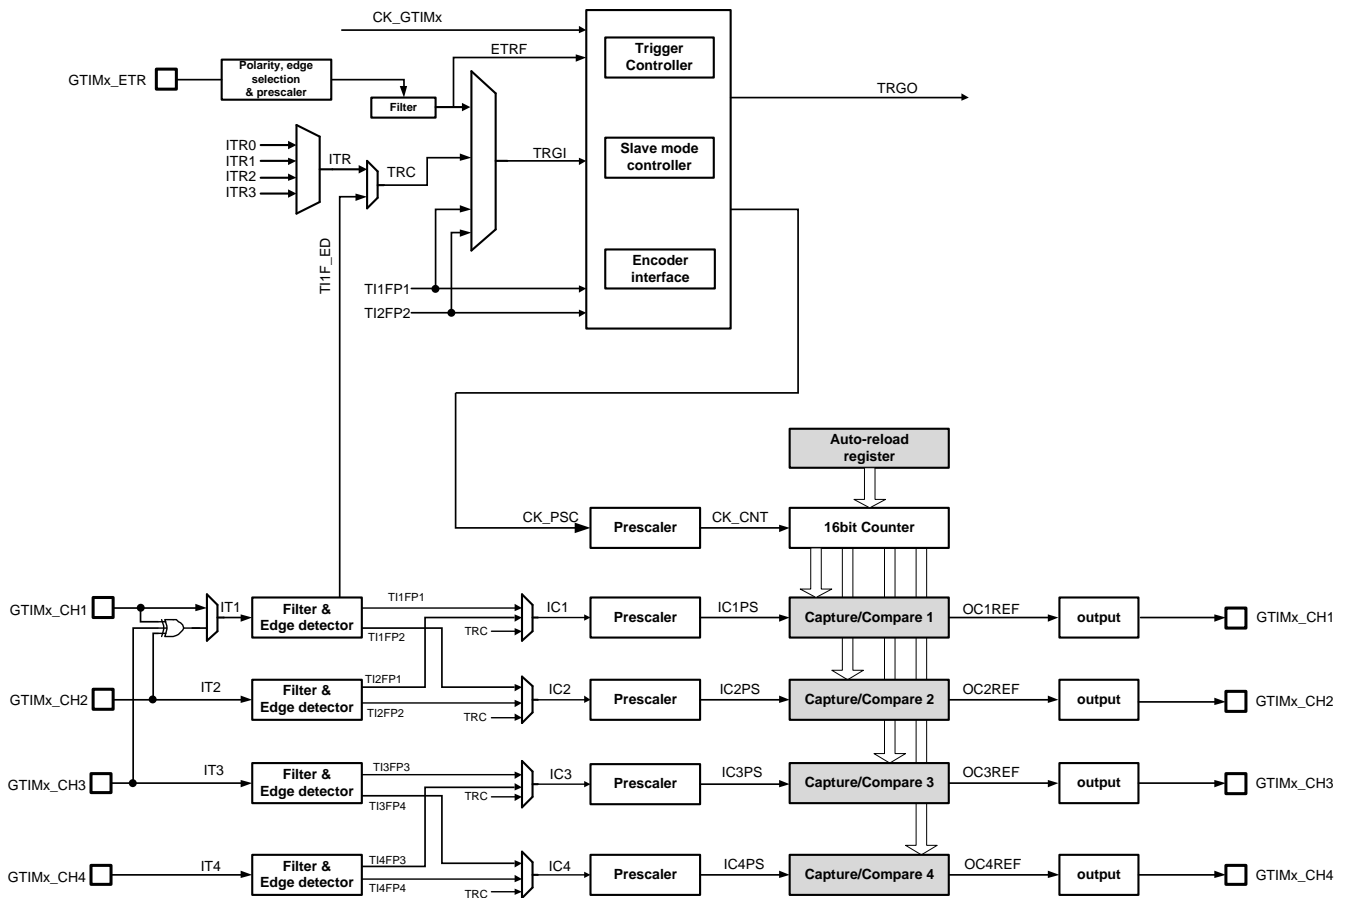 CK_GTIMx
ETRF
Trigger
Controller
GTIMx_ETR
Polarity, edge
selection
& prescaler
Filter
TRGO
ITR0
ITR1
ITR2
ITR3
ITR
TRC
TRGI
Slave mode
controller
TI1F_ED
Encoder
interface
TI1FP1
TI2FP2
Auto-reload
register
CK_PSC
Prescaler
CK_CNT
16bit Counter
GTIMx_CH1
IT1
Filter &
Edge detector
TI1FP1
TI1FP2
TRC
IC1
Prescaler
IC1PS
Capture/Compare 1
OC1REF
output
GTIMx_CH1
GTIMx_CH2
IT2
Filter &
Edge detector
TI2FP1
TI2FP2
TRC
IC2
Prescaler
IC2PS
Capture/Compare 2
OC2REF
output
GTIMx_CH2
GTIMx_CH3
IT3
Filter &
Edge detector
TI3FP3
TI3FP4
TRC
IC3
Prescaler
IC3PS
Capture/Compare 3
OC3REF
output
GTIMx_CH3
GTIMx_CH4
IT4
Filter &
Edge detector
TI4FP3
TI4FP4
TRC
IC4
Prescaler
IC4PS
Capture/Compare 4
OC4REF
output
GTIMx_CH4